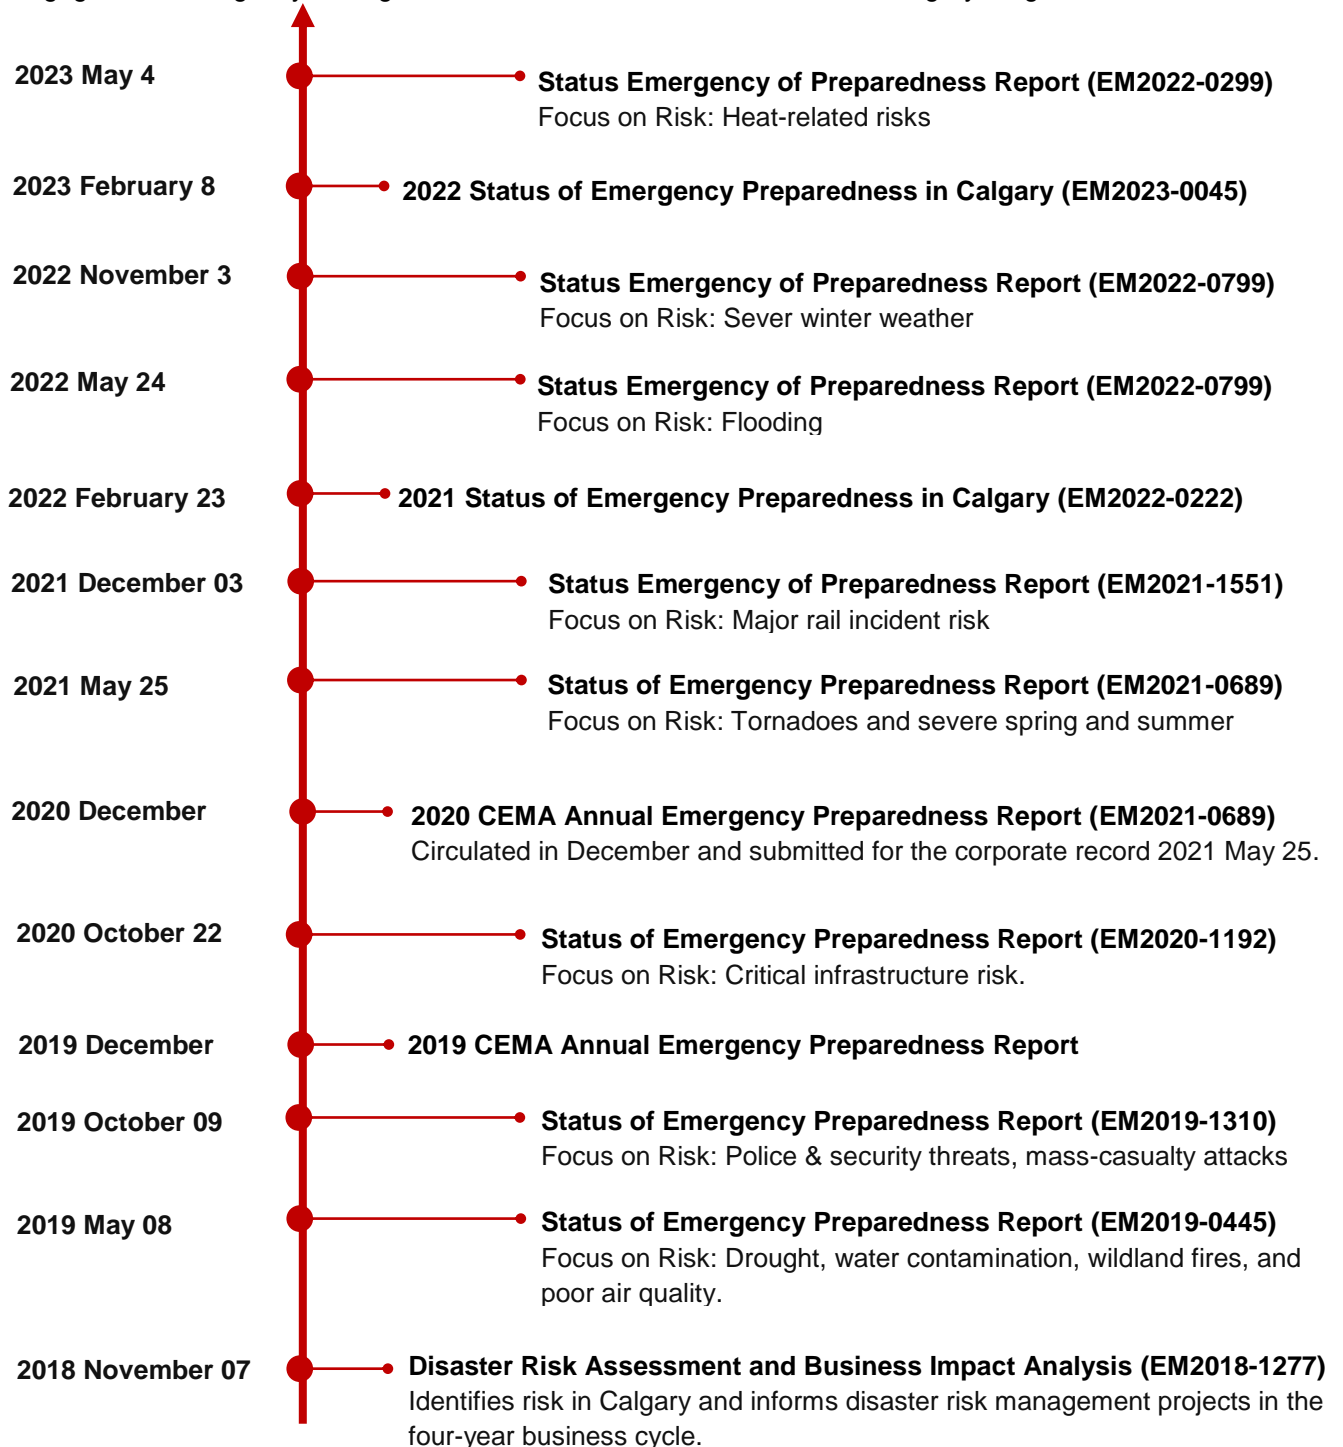 2023 May 4
Status Emergency of Preparedness Report (EM2022-0299)
Focus on Risk: Heat-related risks
2023 February 8
2022 Status of Emergency Preparedness in Calgary (EM2023-0045)
2022 November 3
Status Emergency of Preparedness Report (EM2022-0799)
Focus on Risk: Sever winter weather
2022 May 24
Status Emergency of Preparedness Report (EM2022-0799)
Focus on Risk: Flooding
2022 February 23
2021 Status of Emergency Preparedness in Calgary (EM2022-0222)
2021 December 03
Status Emergency of Preparedness Report (EM2021-1551)
Focus on Risk: Major rail incident risk
2021 May 25
Status of Emergency Preparedness Report (EM2021-0689)
Focus on Risk: Tornadoes and severe spring and summer
2020 December
2020 CEMA Annual Emergency Preparedness Report (EM2021-0689)
Circulated in December and submitted for the corporate record 2021 May 25.
2020 October 22
Status of Emergency Preparedness Report (EM2020-1192)
Focus on Risk: Critical infrastructure risk.
2019 December
2019 CEMA Annual Emergency Preparedness Report
2019 October 09
Status of Emergency Preparedness Report (EM2019-1310)
Focus on Risk: Police & security threats, mass-casualty attacks
2019 May 08
Status of Emergency Preparedness Report (EM2019-0445)
Focus on Risk: Drought, water contamination, wildland fires, and
poor air quality.
2018 November 07
Disaster Risk Assessment and Business Impact Analysis (EM2018-1277)
Identifies risk in Calgary and informs disaster risk management projects in the
four-year business cycle.